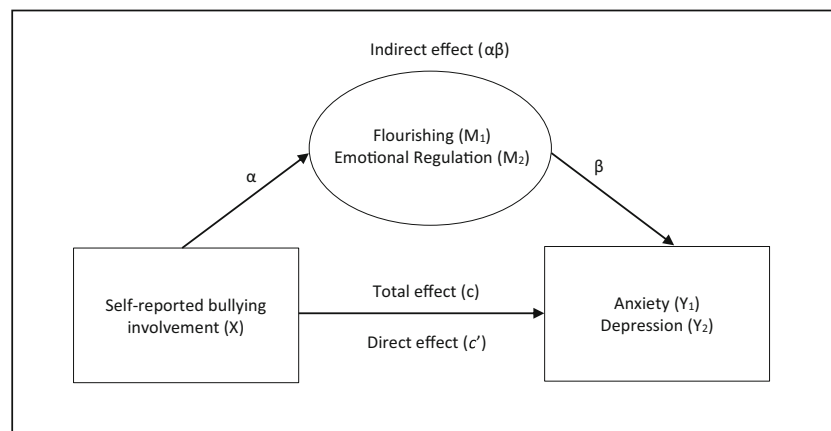 Indirect effect (αβ)
Flourishing (M₁)
Emotional Regulation (M₂)
α
β
Self-reported bullying
involvement (X)
Total effect (c)
Direct effect (c’)
Anxiety (Y₁)
Depression (Y₂)